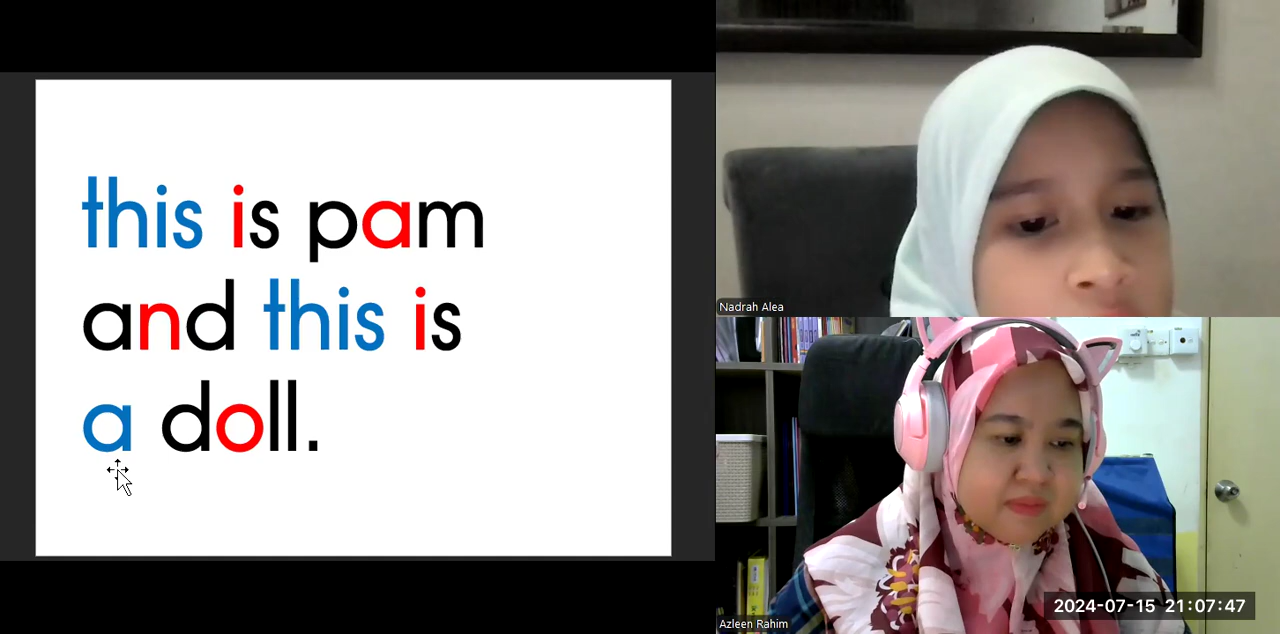 this is pam
and this is
a doll.
Nadrah Alea
Azleen Rahim
2024-07-15 21:07:47